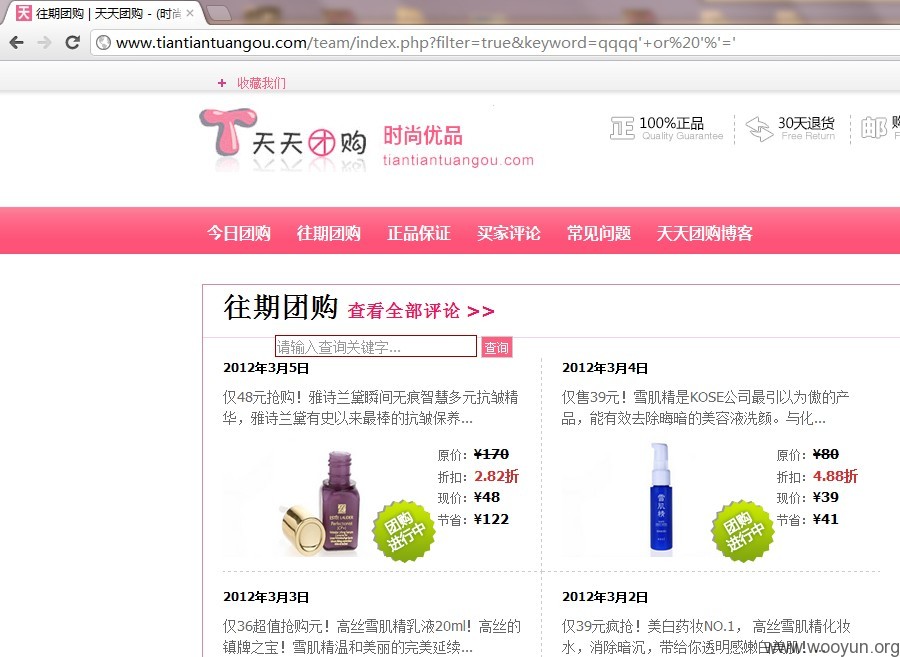 往期团购 | 天天团购 - (时尚
www.tiantiantuangou.com/team/index.php?filter=true&keyword=qqqq'+or%20'%'='
+ 收藏我们
天天团购 时尚优品
tiantiantuangou.com
正 100%正品
Quality Guarantee
30天退货
Free Return
邮 购
F
今日团购 往期团购 正品保证 买家评论 常见问题 天天团购博客
往期团购 查看全部评论 >>
请输入查询关键字... 查询
2012年3月5日
仅48元抢购！雅诗兰黛瞬间无痕智慧多元抗皱精
华，雅诗兰黛有史以来最棒的抗皱保养...
原价：¥170
折扣：2.82折
现价：¥48
节省：¥122
团购
进行中
2012年3月4日
仅售39元！雪肌精是KOSE公司最引以为傲的产
品，能有效去除晦暗的美容液洗颜。与化...
雪肌精
原价：¥80
折扣：4.88折
现价：¥39
节省：¥41
团购
进行中
2012年3月3日
仅36超值抢购元！高丝雪肌精乳液20ml！高丝的
镇牌之宝！雪肌精温和美丽的完美延续...
2012年3月2日
仅39元疯抢！美白药妆NO.1，高丝雪肌精化妆
水，消除暗沉，带给你透明感嫩白美肌！...
www.wooyun.org